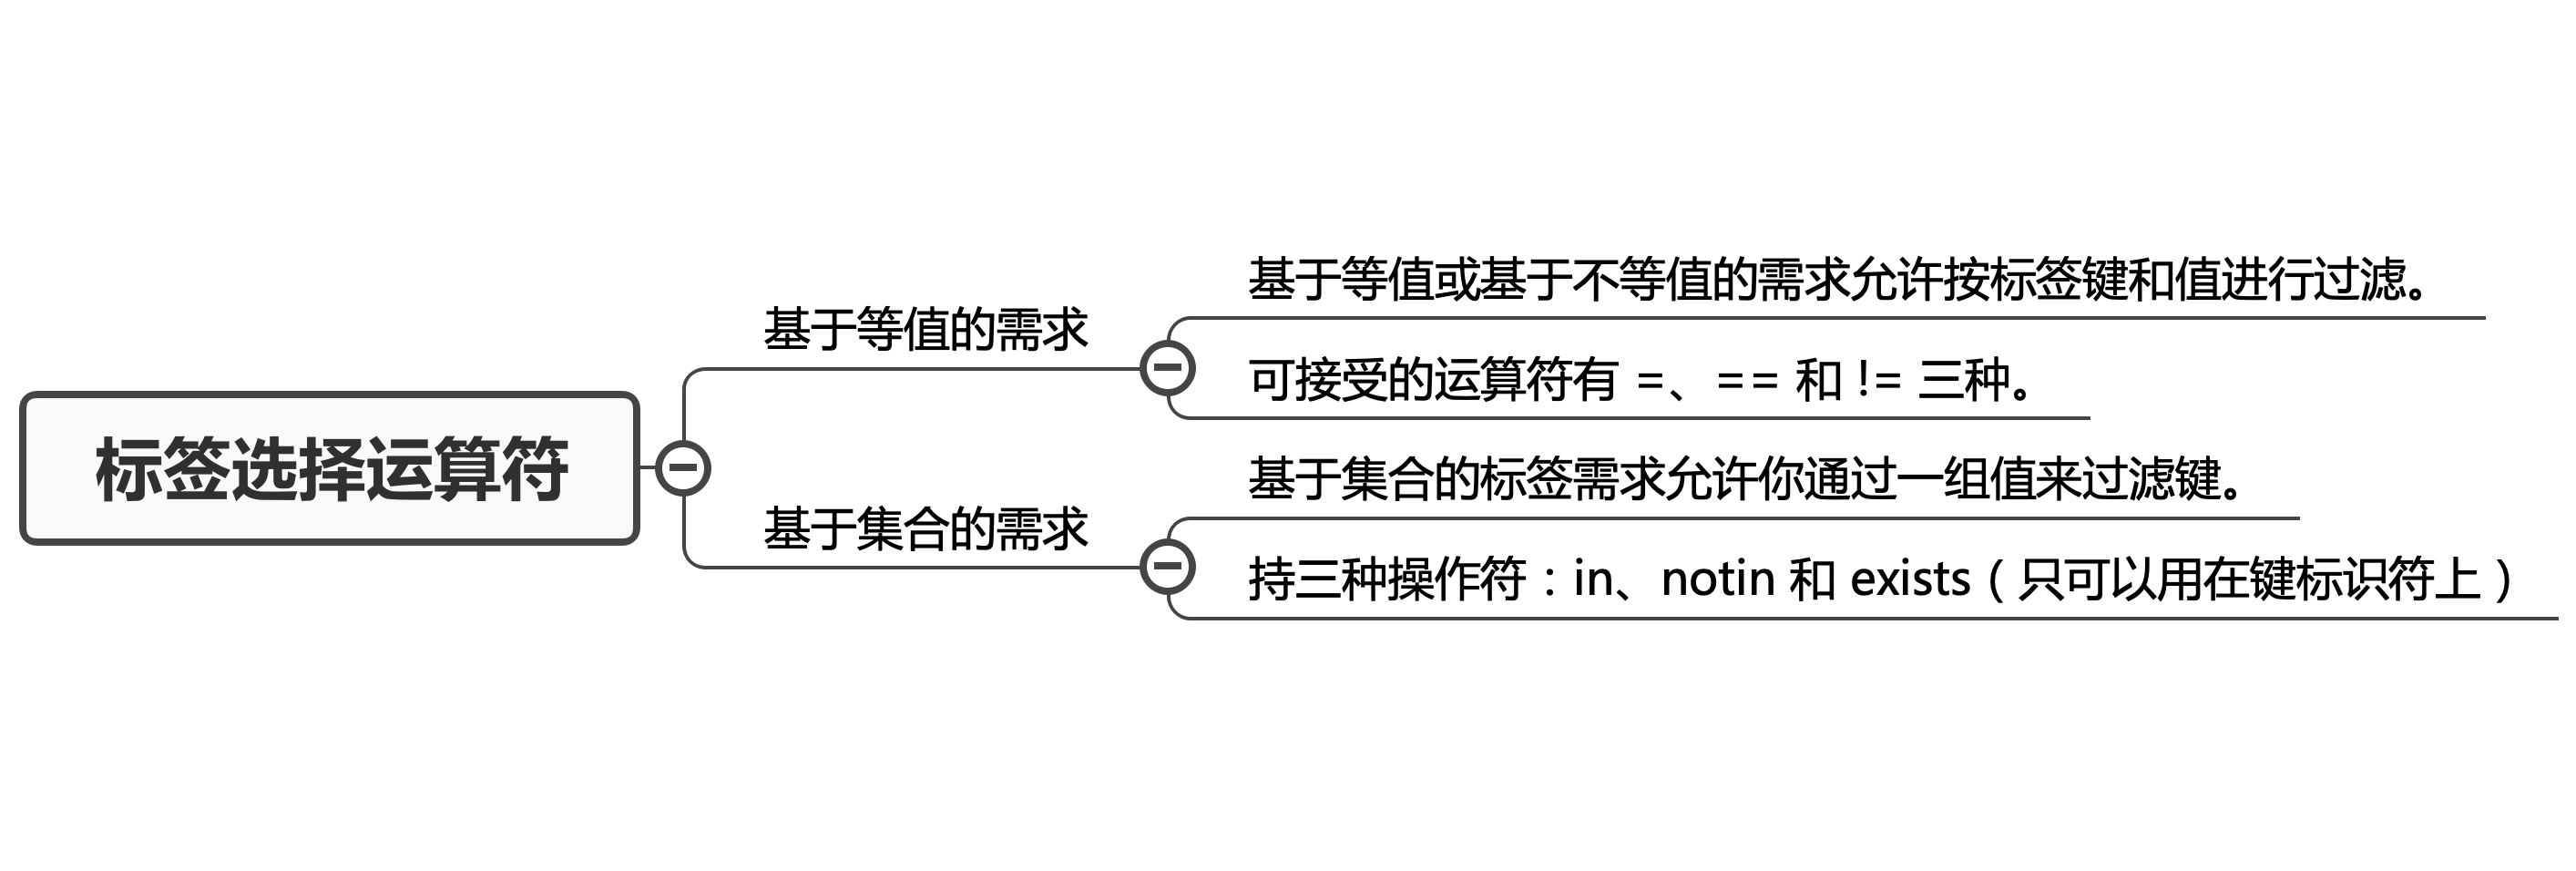 标签选择运算符
基于等值的需求
基于等值或基于不等值的需求允许按标签键和值进行过滤。
可接受的运算符有 =、== 和 != 三种。
基于集合的需求
基于集合的标签需求允许你通过一组值来过滤键。
持三种操作符：in、notin 和 exists（只可以用在键标识符上）